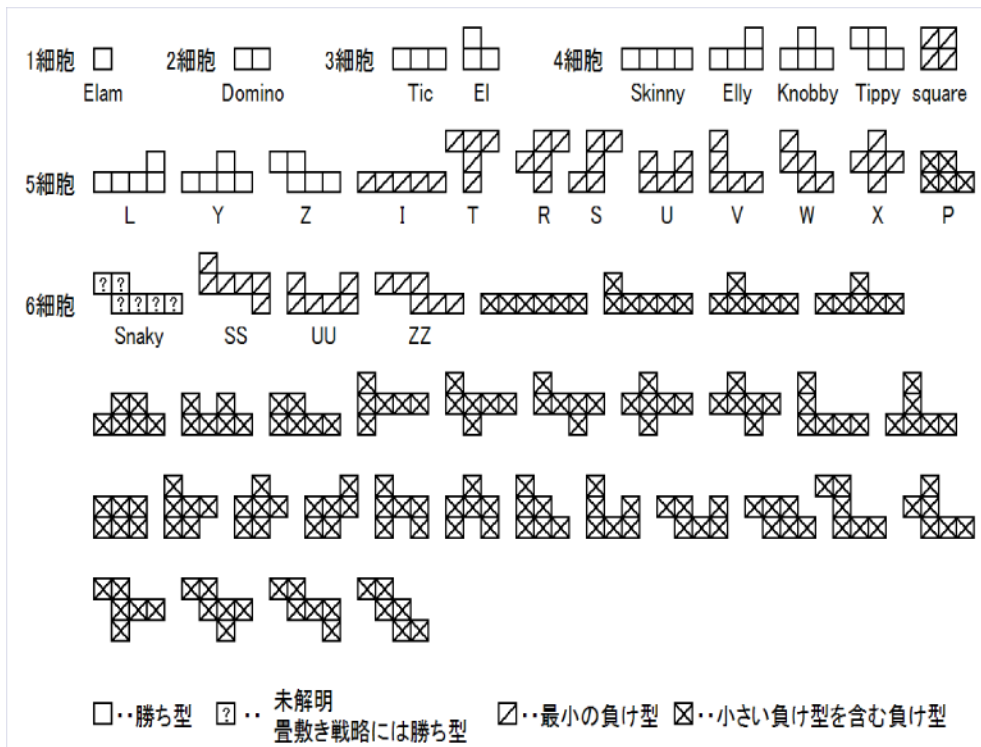 1細胞 2細胞 3細胞 4細胞
Elam Domino Tic El Skinny Elly Knobby Tippy square
5細胞
L Y Z I T R S U V W X P
? ?
6細胞 ? ? ? ?
Snaky SS UU ZZ
□‥勝ち型 ?‥ 未解明
畳敷き戦略には勝ち型 ‥最小の負け型 ‥小さい負け型を含む負け型